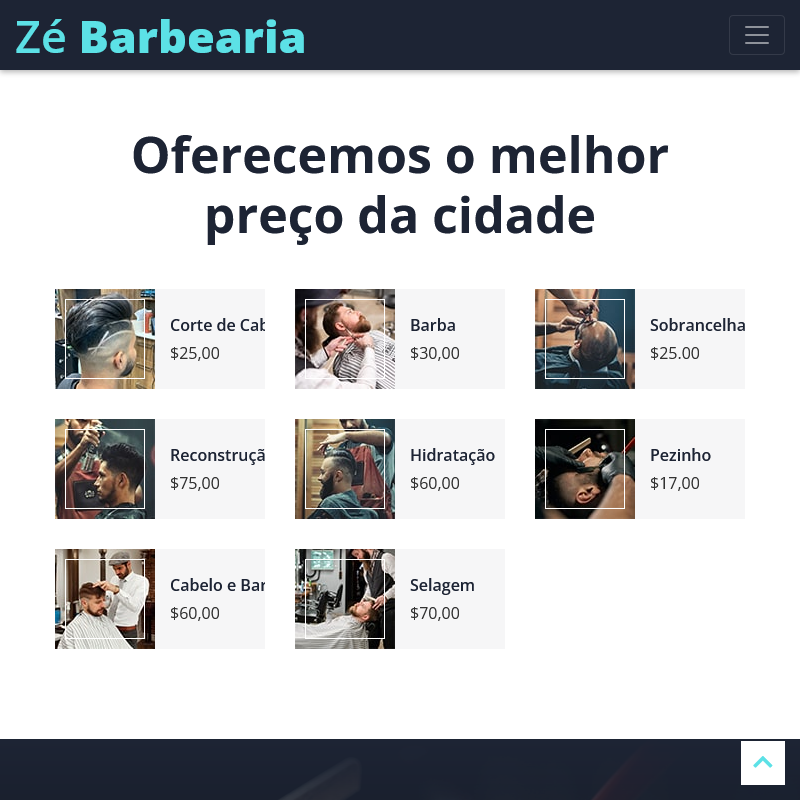 Zé Barbearia
Oferecemos o melhor
preço da cidade
Corte de Cab
$25,00
Barba
$30,00
Sobrancelha
$25.00
Reconstruçã
$75,00
Hidratação
$60,00
Pezinho
$17,00
Cabelo e Bar
$60,00
Selagem
$70,00